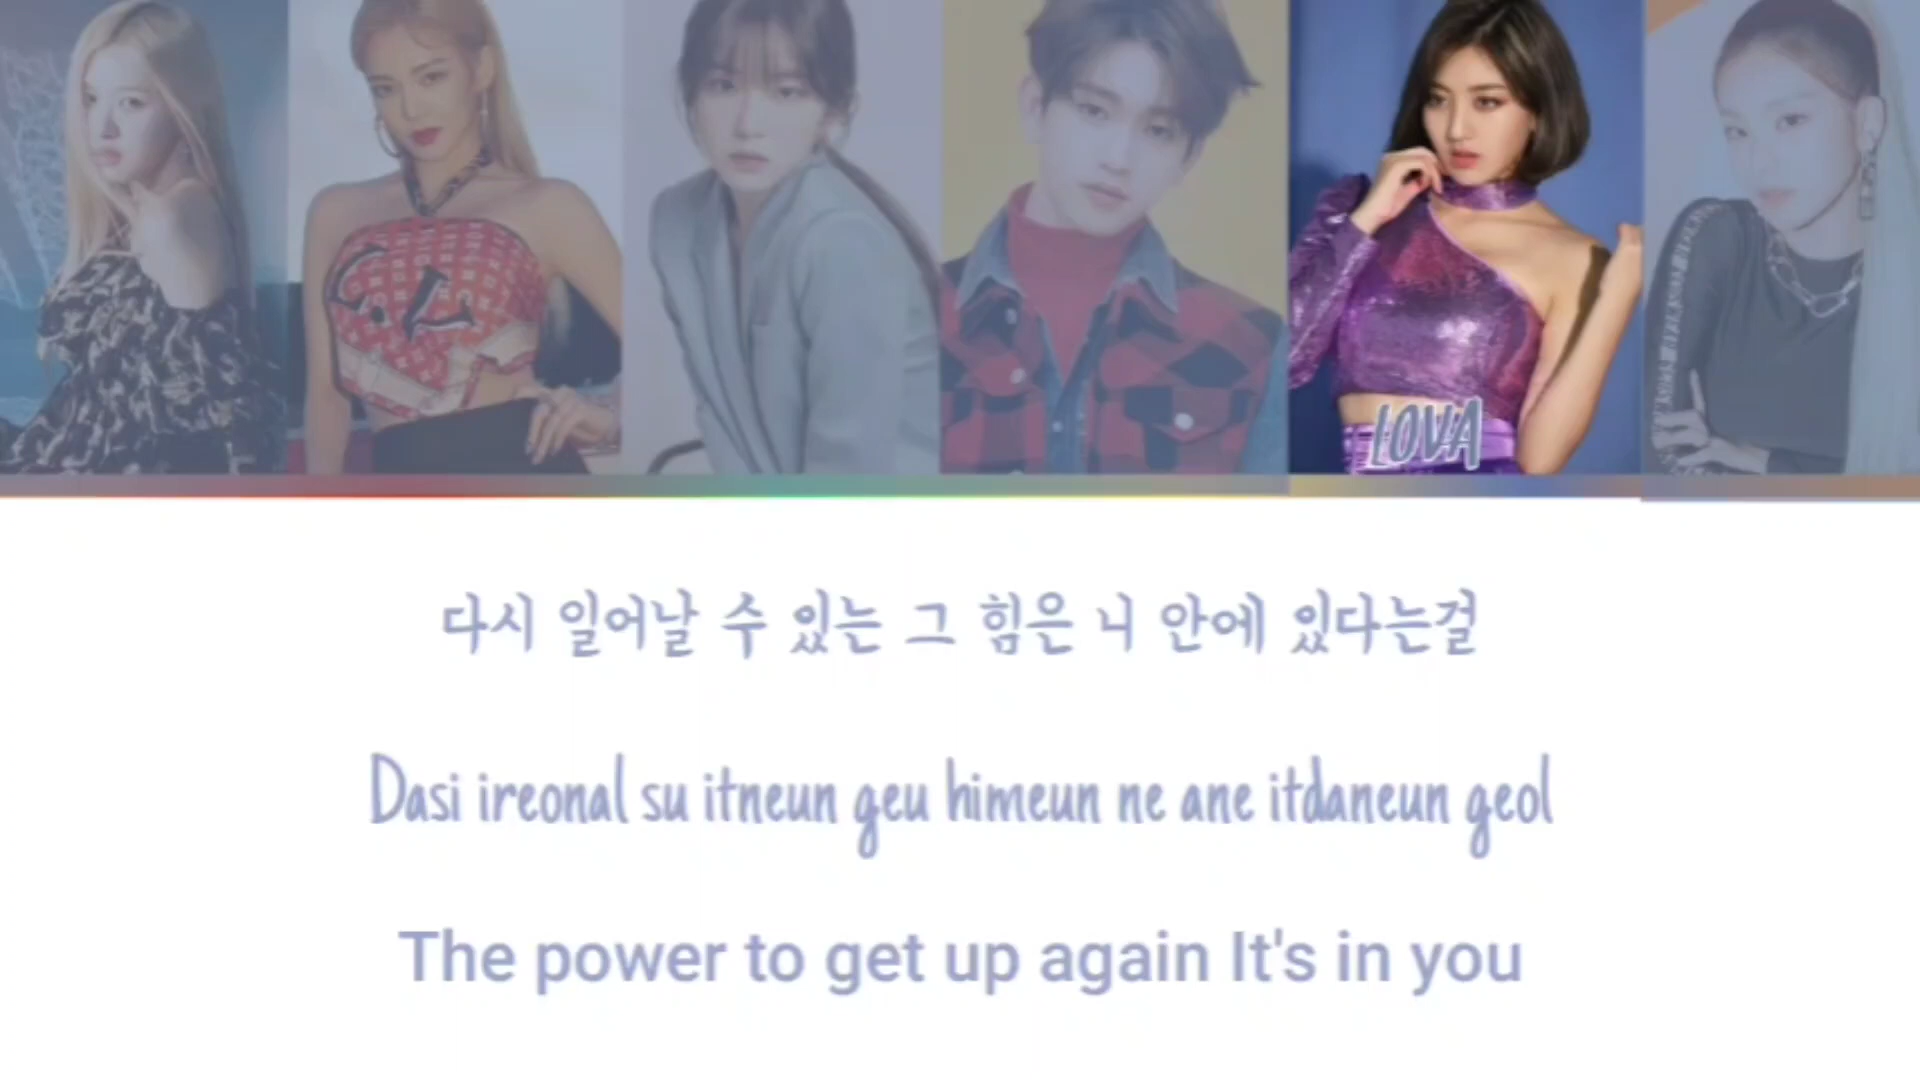 LOVA
다시 일어날 수 있는 그 힘은 니 안에 있다는걸
Dasi ireonal su itneun geu himeun ne ane itdaneun geol
The power to get up again It's in you